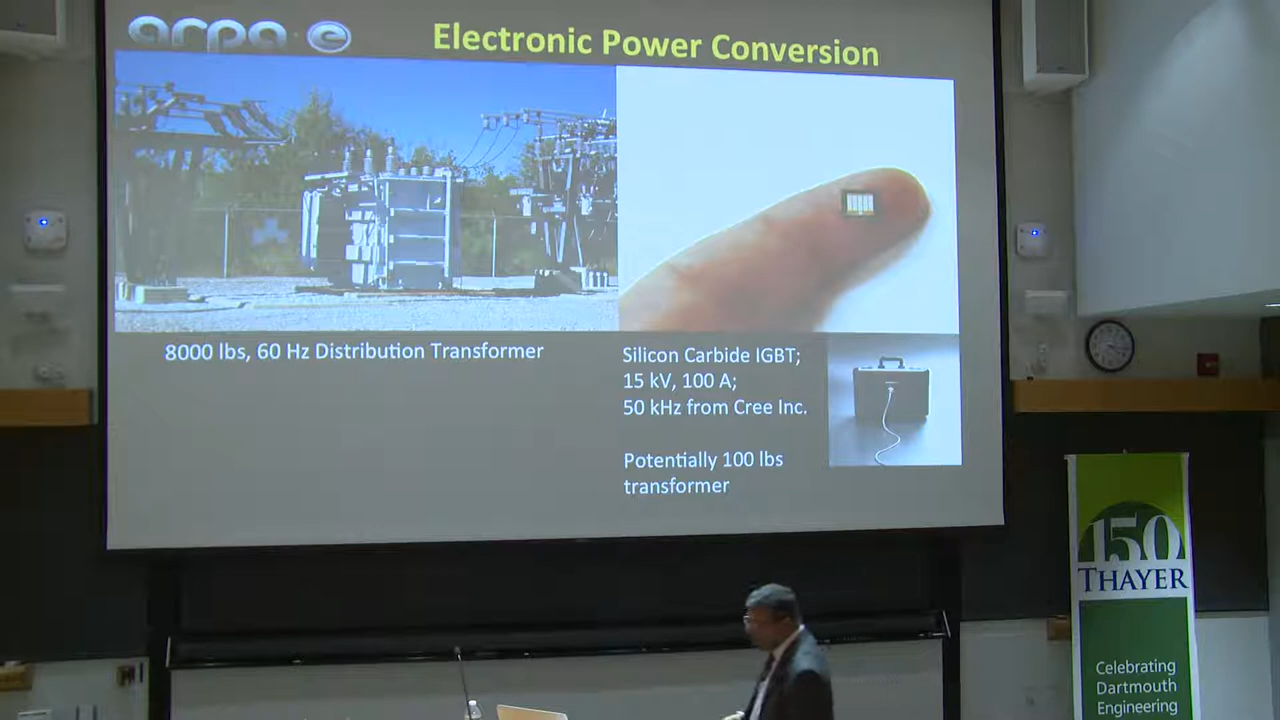 arpa·e
Electronic Power Conversion
8000 lbs, 60 Hz Distribution Transformer
Silicon Carbide IGBT;
15 kV, 100 A;
50 kHz from Cree Inc.
Potentially 100 lbs
transformer
150
THAYER
Celebrating
Dartmouth
Engineering